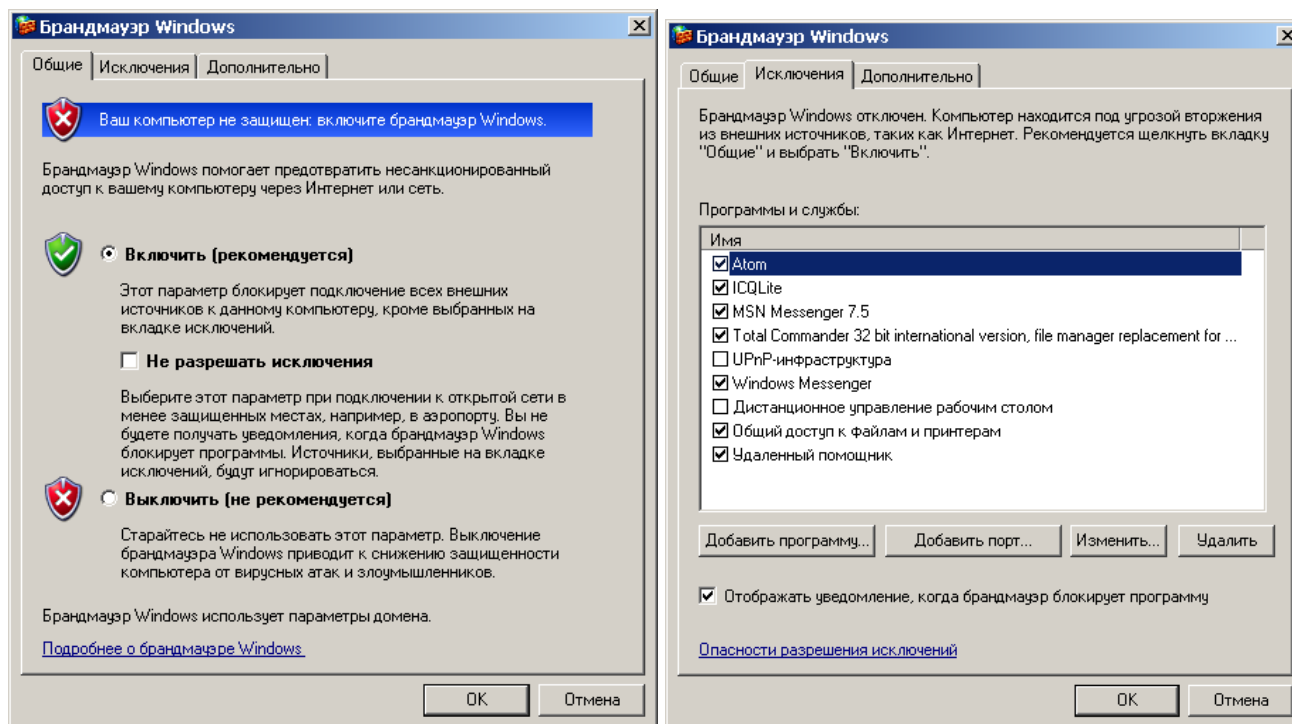 Брандмауэр Windows
Общие
Исключения
Дополнительно
Ваш компьютер не защищен: включите брандмауэр Windows.
Брандмауэр Windows помогает предотвратить несанкционированный
доступ к вашему компьютеру через Интернет или сеть.
Включить (рекомендуется)
Этот параметр блокирует подключение всех внешних
источников к данному компьютеру, кроме выбранных на
вкладке исключений.
Не разрешать исключения
Выберите этот параметр при подключении к открытой сети в
менее защищенных местах, например, в аэропорту. Вы не
будете получать уведомления, когда брандмауэр Windows
блокирует программы. Источники, выбранные на вкладке
исключений, будут игнорироваться.
Выключить (не рекомендуется)
Старайтесь не использовать этот параметр. Выключение
брандмауэра Windows приводит к снижению защищенности
компьютера от вирусных атак и злоумышленников.
Брандмауэр Windows использует параметры домена.
Подробнее о брандмауэре Windows
OK
Отмена
Брандмауэр Windows
Общие
Исключения
Дополнительно
Брандмауэр Windows отключен. Компьютер находится под угрозой вторжения
из внешних источников, таких как Интернет. Рекомендуется щелкнуть вкладку
"Общие" и выбрать "Включить".
Программы и службы:
Имя
Atom
ICQLite
MSN Messenger 7.5
Total Commander 32 bit international version, file manager replacement for ...
UPnP-инфраструктура
Windows Messenger
Дистанционное управление рабочим столом
Общий доступ к файлам и принтерам
Удаленный помощник
Добавить программу...
Добавить порт...
Изменить...
Удалить
Отображать уведомление, когда брандмауэр блокирует программу
Опасности разрешения исключений
OK
Отмена